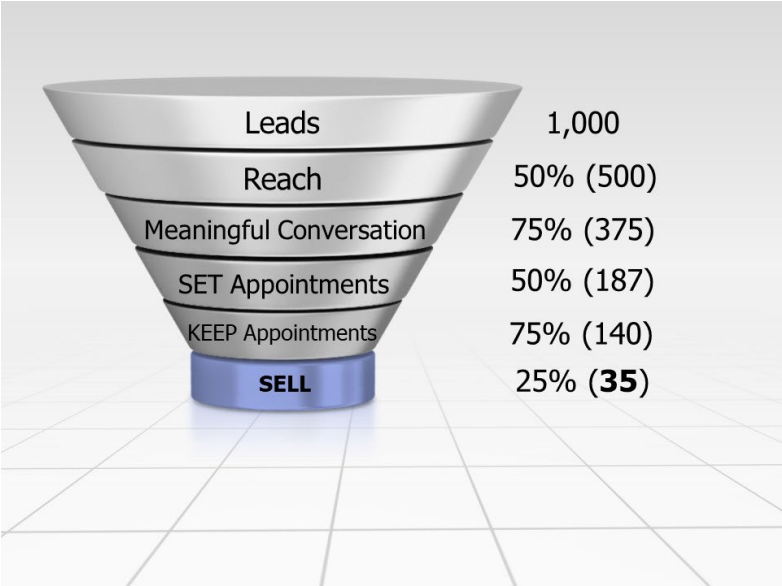 Leads 1,000
Reach 50% (500)
Meaningful Conversation 75% (375)
SET Appointments 50% (187)
KEEP Appointments 75% (140)
SELL 25% (35)